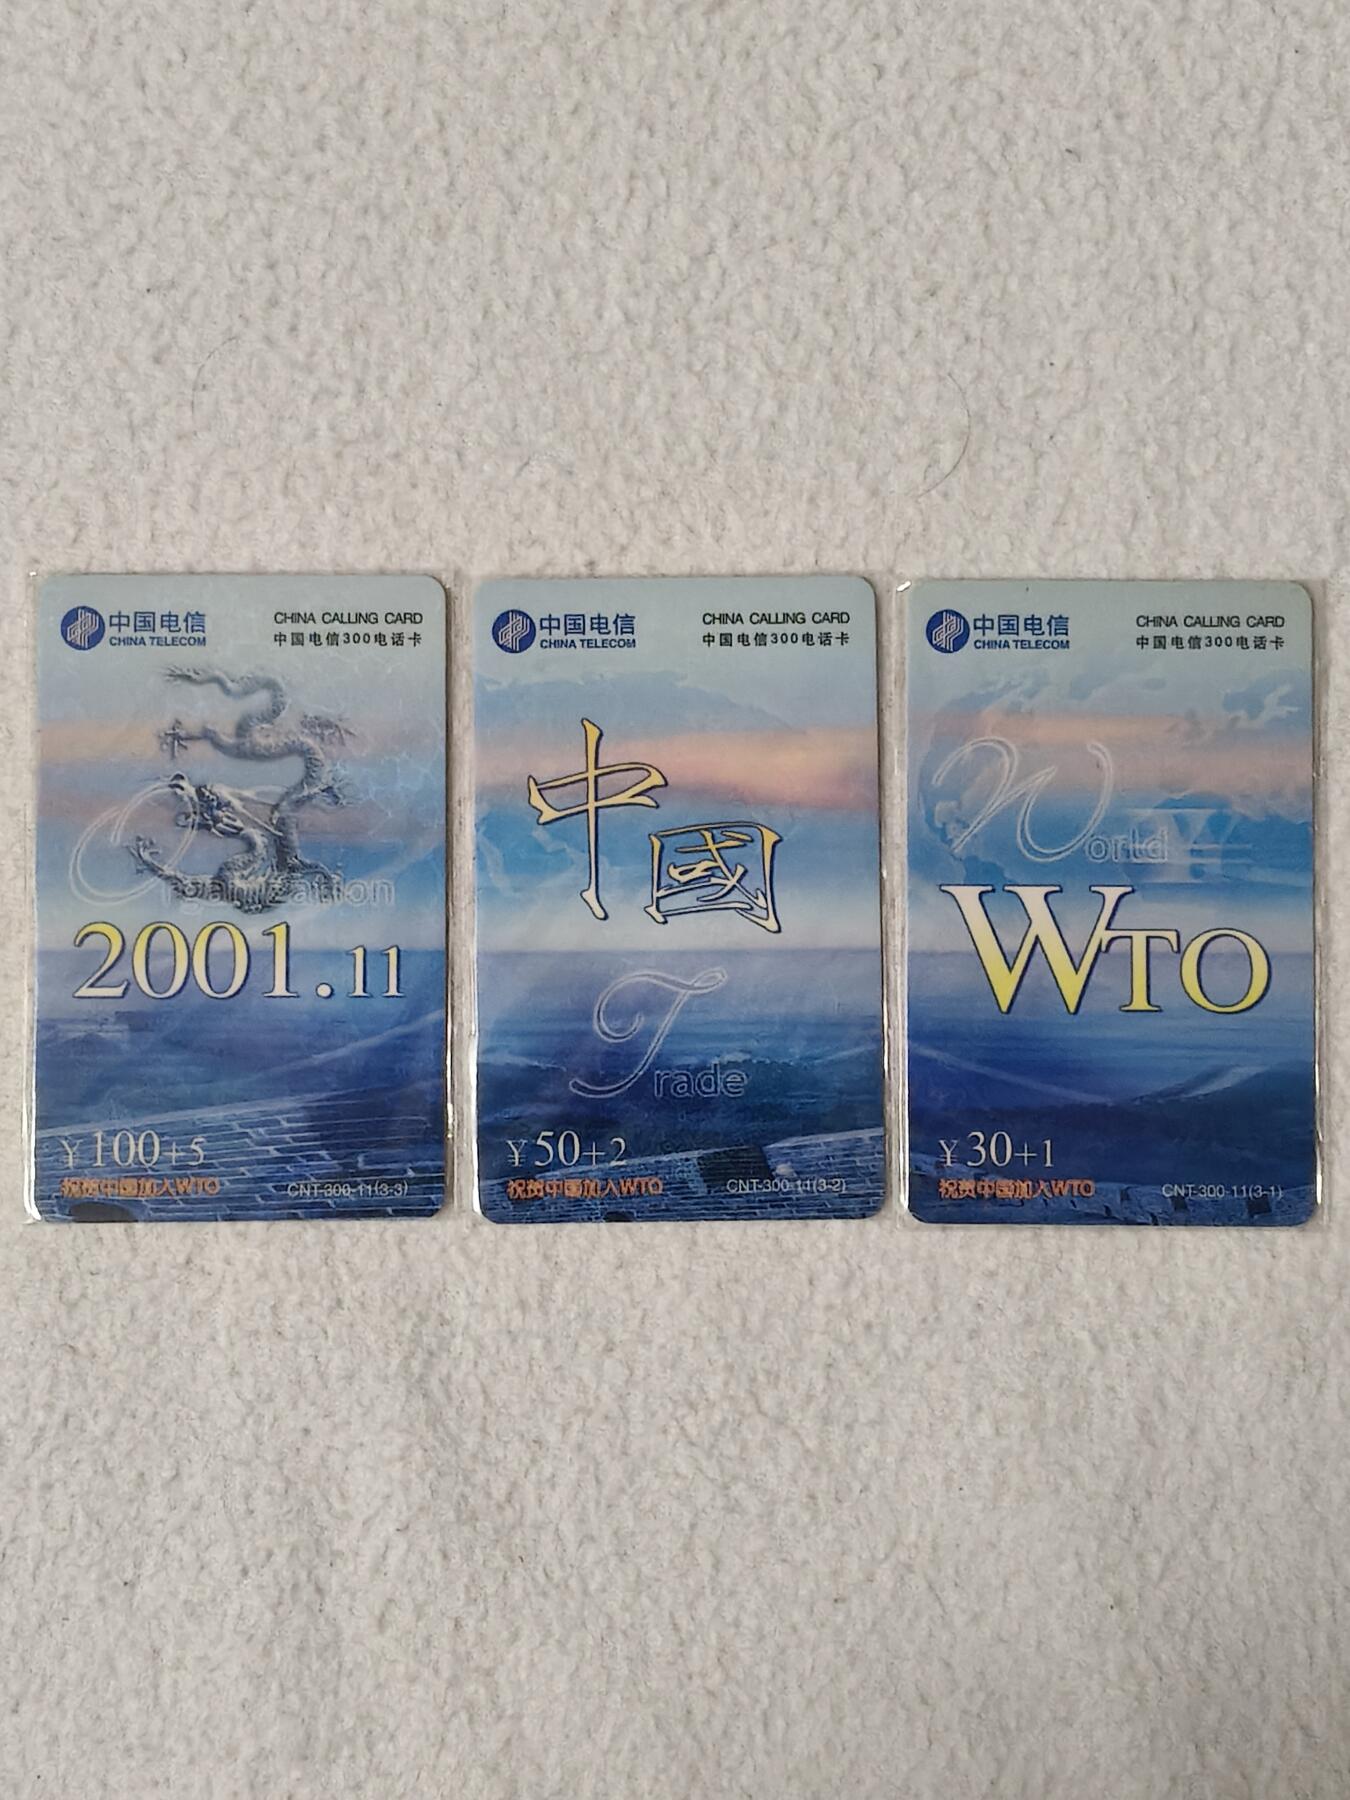 中国电信
CHINA TELECOM
CHINA CALLING CARD
中国电信300电话卡
Organization
2001.11
¥100+5
祝贺中国加入WTO
CNT-300-11(3-3)
中国电信
CHINA TELECOM
CHINA CALLING CARD
中国电信300电话卡
中國
Trade
¥50+2
祝贺中国加入WTO
CNT-300-11(3-2)
中国电信
CHINA TELECOM
CHINA CALLING CARD
中国电信300电话卡
World
WTO
¥30+1
祝贺中国加入WTO
CNT-300-11(3-1)